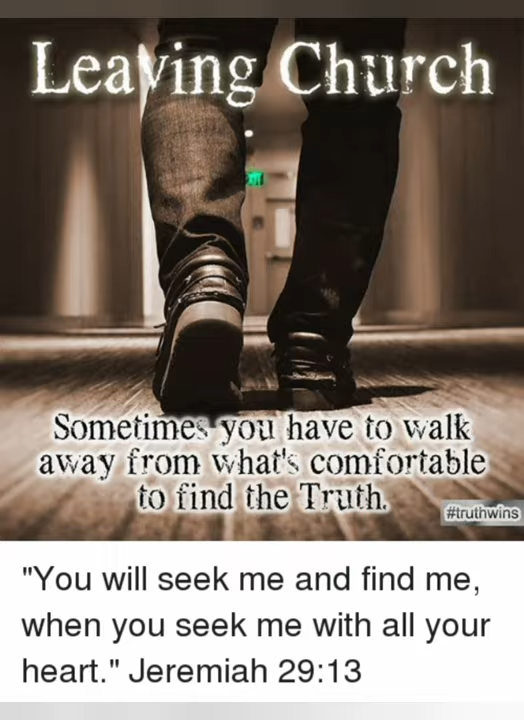 Leaving Church
Sometimes you have to walk
away from what's comfortable
to find the Truth.
#truthwins
"You will seek me and find me,
when you seek me with all your
heart." Jeremiah 29:13